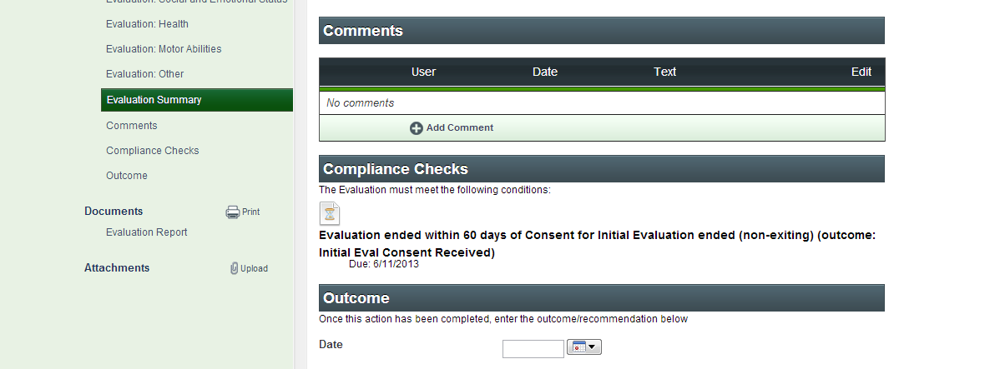 Evaluation: Social and Emotional Status
Evaluation: Health
Evaluation: Motor Abilities
Evaluation: Other
Evaluation Summary
Comments
Compliance Checks
Outcome
Documents Print
Evaluation Report
Attachments Upload
Comments
User Date Text Edit
No comments
Add Comment
Compliance Checks
The Evaluation must meet the following conditions:
Evaluation ended within 60 days of Consent for Initial Evaluation ended (non-exiting) (outcome:
Initial Eval Consent Received)
Due: 6/11/2013
Outcome
Once this action has been completed, enter the outcome/recommendation below
Date